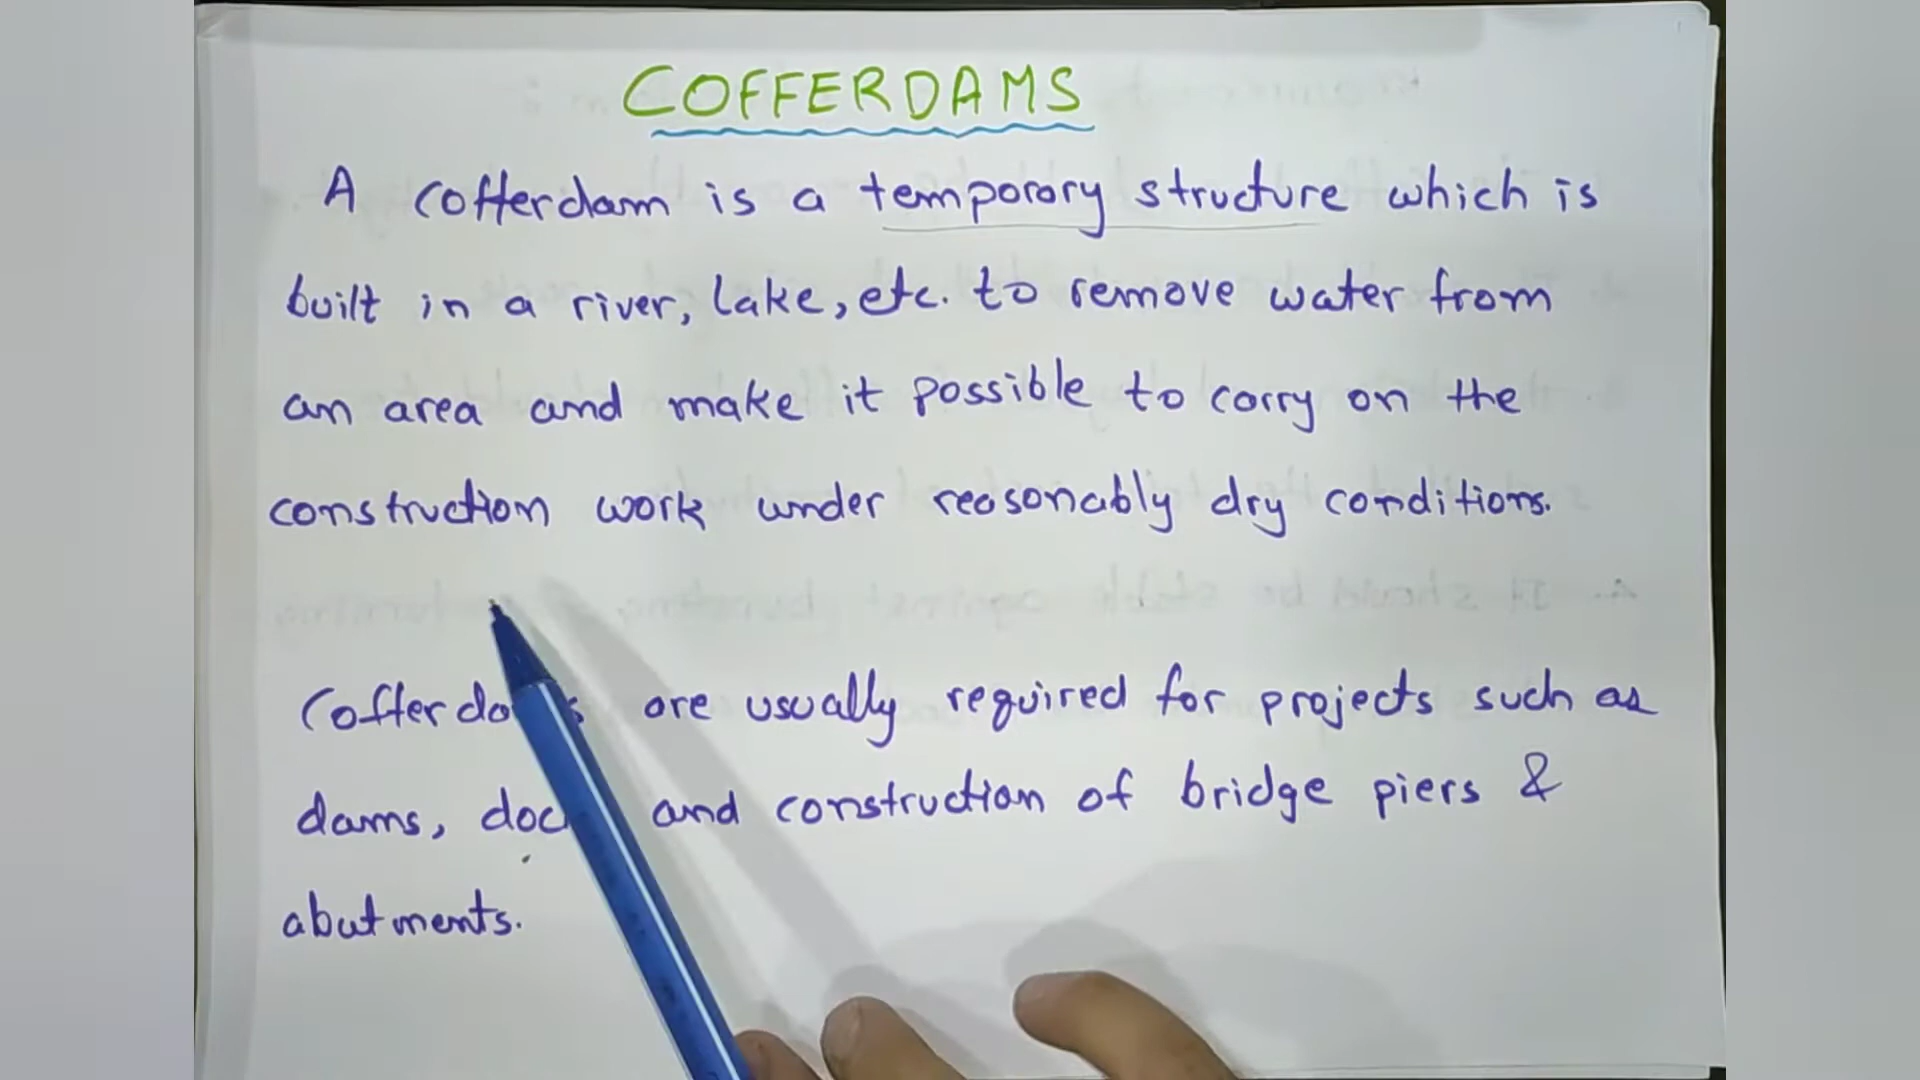 COFFERDAMS
A cofferdam is a temporary structure which is
built in a river, lake, etc. to remove water from
an area and make it possible to carry on the
construction work under reasonably dry conditions.
are usually required for projects such as
dams, and construction of bridge piers &
abutments.